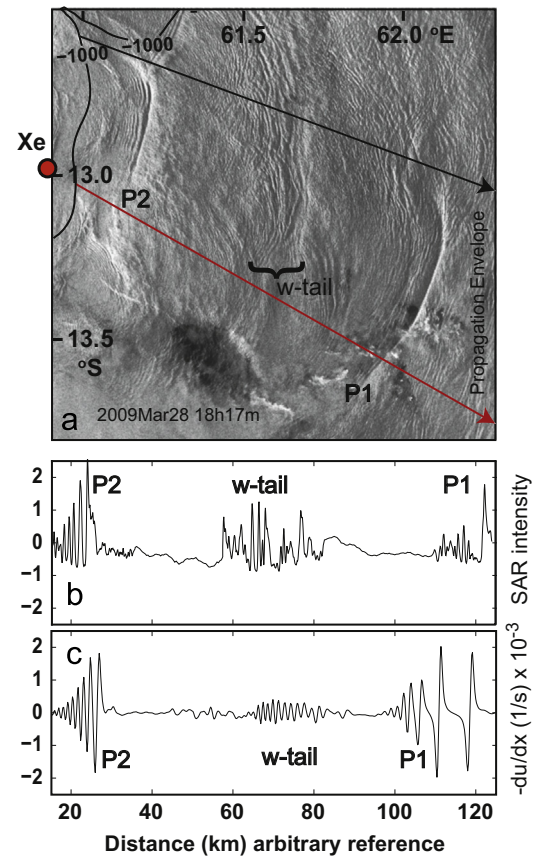 61.5 62.0 ºE
−1000
−1000
Xe
13.0
P2
Propagation Envelope
w-tail
13.5
ºS
P1
a 2009Mar28 18h17m
2
P2 w-tail P1
1
0
−1
b
−2
SAR intensity
2
c
1
0
−1
P2 w-tail P1
−2
-du/dx (1/s) x 10⁻³
20 40 60 80 100 120
Distance (km) arbitrary reference